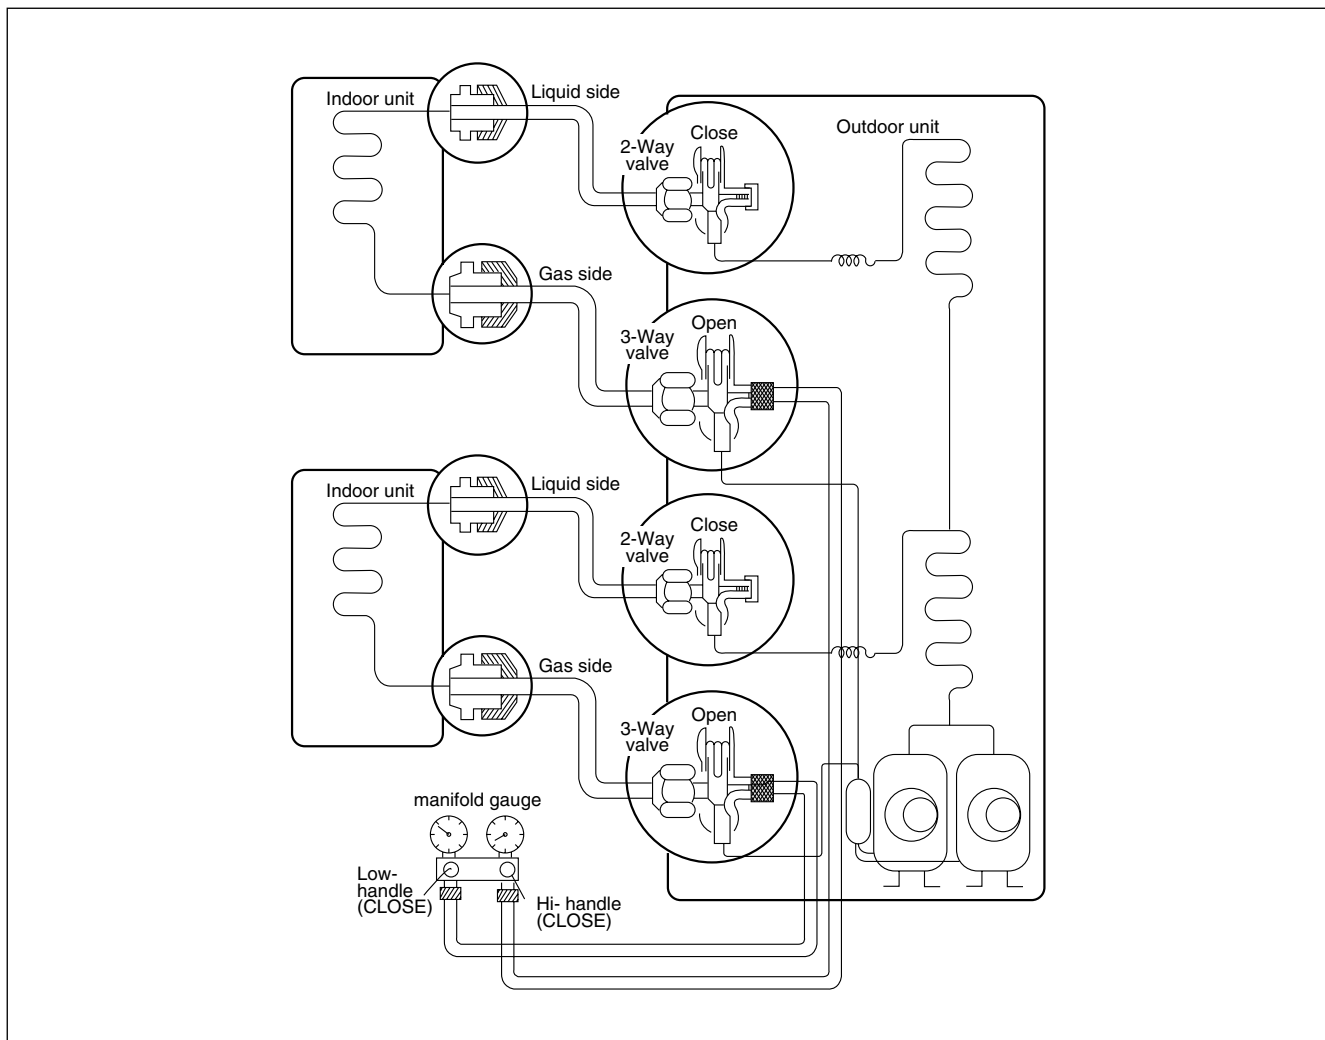 Indoor unit
Liquid side
2-Way
valve
Close
Outdoor unit
Gas side
3-Way
valve
Open
Indoor unit
Liquid side
2-Way
valve
Close
Gas side
3-Way
valve
Open
manifold gauge
Low-
handle
(CLOSE)
Hi- handle
(CLOSE)